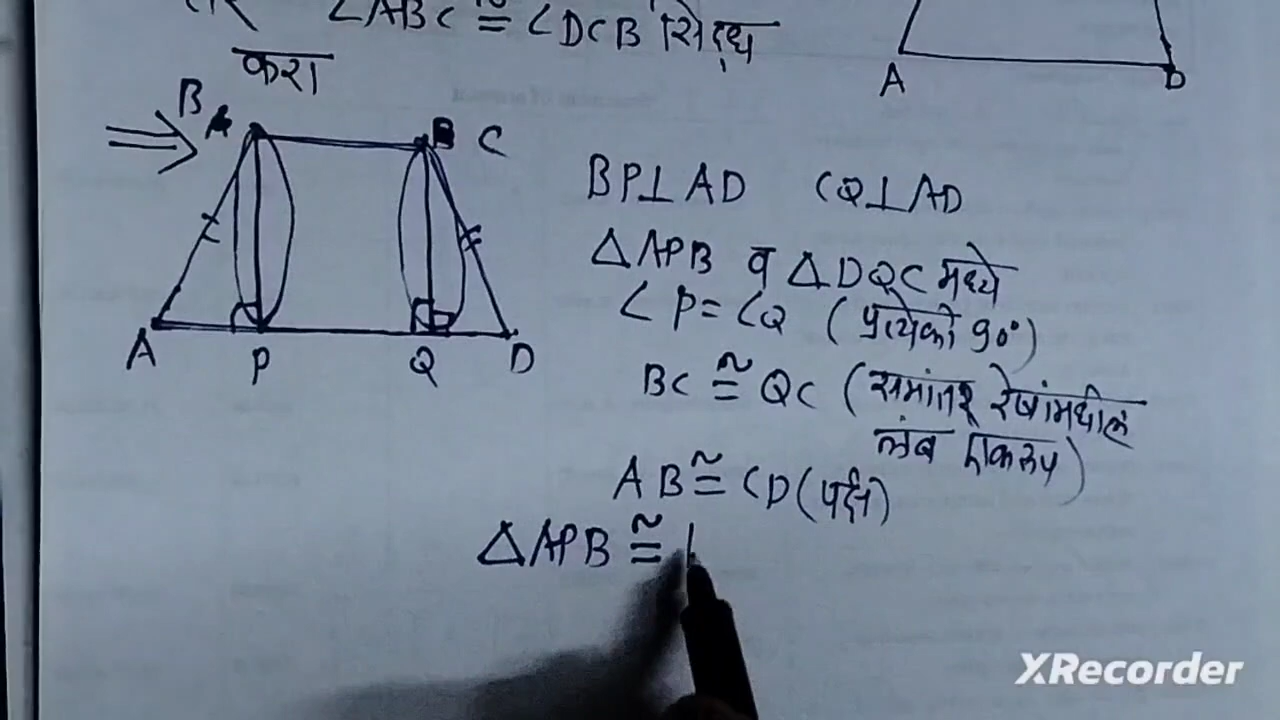 ∠ABC ≅ ∠DCB सिद्ध
करा
A D
B C
A P Q D
BP⊥AD CQ⊥AD
△APB व △DQC मध्ये
∠P=∠Q (प्रत्येकी 90°)
BC ≅ QC (समांतर रेषांमधील
लंब एकरूप)
AB ≅ CD (पक्ष)
△APB ≅
XRecorder